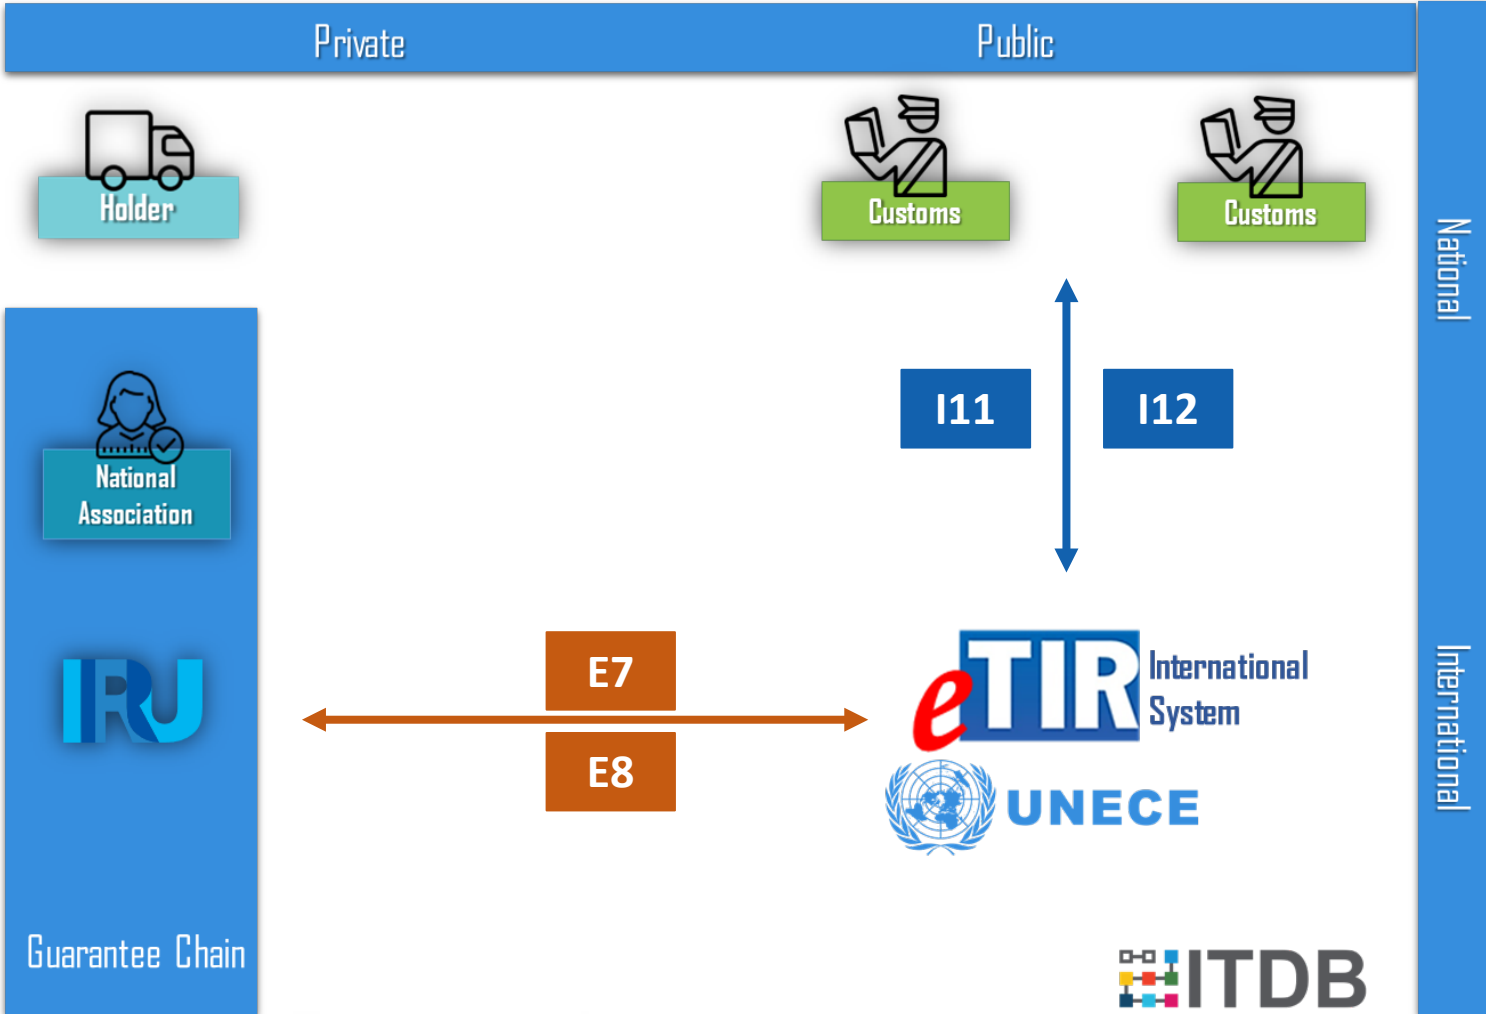 Private
Public
Holder
Customs
Customs
National
I11
I12
National
Association
E7
E8
IRU
eTIR
International
System
UNECE
International
Guarantee Chain
ITDB